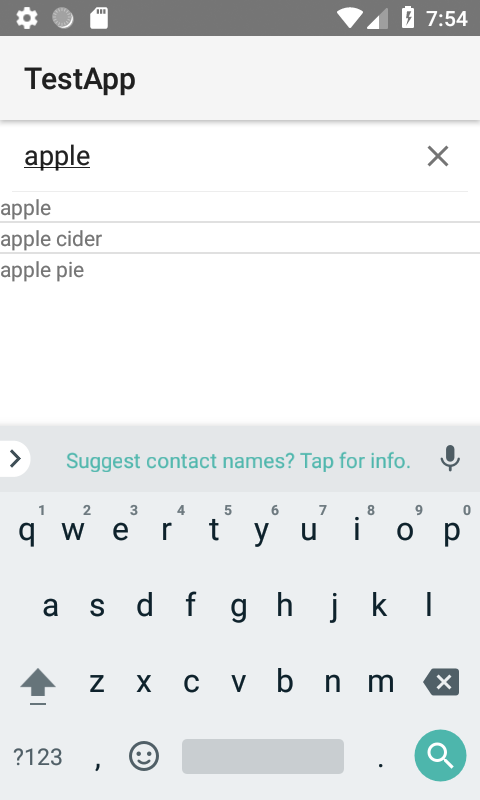 7:54
TestApp
apple
apple
apple cider
apple pie
Suggest contact names? Tap for info.
1 2 3 4 5 6 7 8 9 0
q w e r t y u i o p
a s d f g h j k l
z x c v b n m
?123 , .